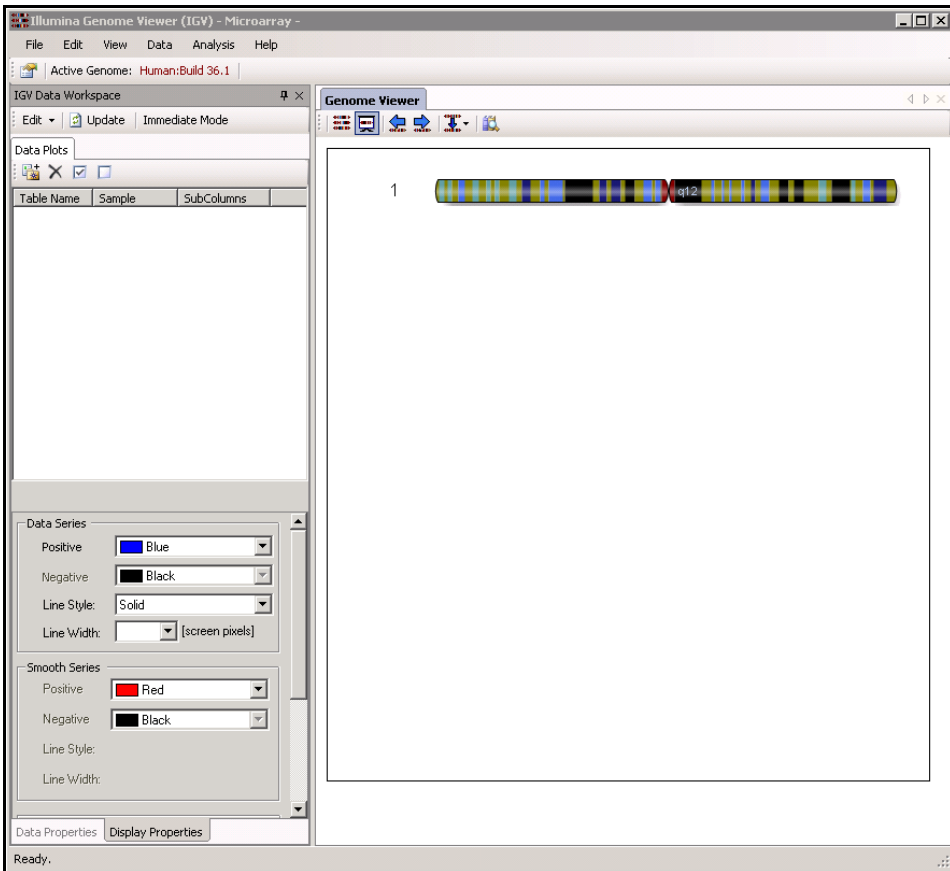 Illumina Genome Viewer (IGV) - Microarray -
File Edit View Data Analysis Help
Active Genome: Human:Build 36.1
IGV Data Workspace
Genome Viewer
Edit Update Immediate Mode
Data Plots
Table Name Sample SubColumns
1
q12
Data Series
Positive Blue
Negative Black
Line Style: Solid
Line Width: [screen pixels]
Smooth Series
Positive Red
Negative Black
Line Style:
Line Width:
Data Properties Display Properties
Ready.